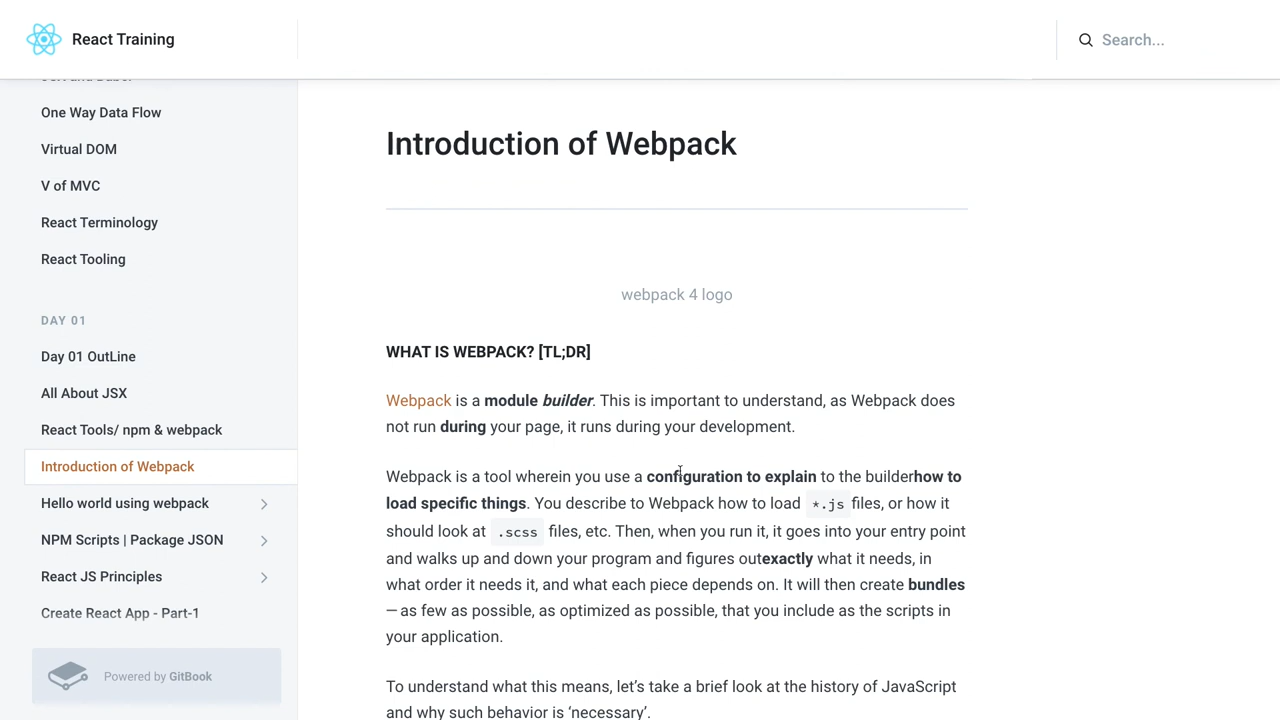 React Training
Search...
One Way Data Flow
Virtual DOM
V of MVC
React Terminology
React Tooling
DAY 01
Day 01 OutLine
All About JSX
React Tools/ npm & webpack
Introduction of Webpack
Hello world using webpack
NPM Scripts | Package JSON
React JS Principles
Create React App - Part-1
Powered by GitBook
Introduction of Webpack
webpack 4 logo
WHAT IS WEBPACK? [TL;DR]
Webpack is a module builder. This is important to understand, as Webpack does
not run during your page, it runs during your development.
Webpack is a tool wherein you use a configuration to explain to the builderhow to
load specific things. You describe to Webpack how to load *.js files, or how it
should look at .scss files, etc. Then, when you run it, it goes into your entry point
and walks up and down your program and figures outexactly what it needs, in
what order it needs it, and what each piece depends on. It will then create bundles
— as few as possible, as optimized as possible, that you include as the scripts in
your application.
To understand what this means, let’s take a brief look at the history of JavaScript
and why such behavior is ‘necessary’.